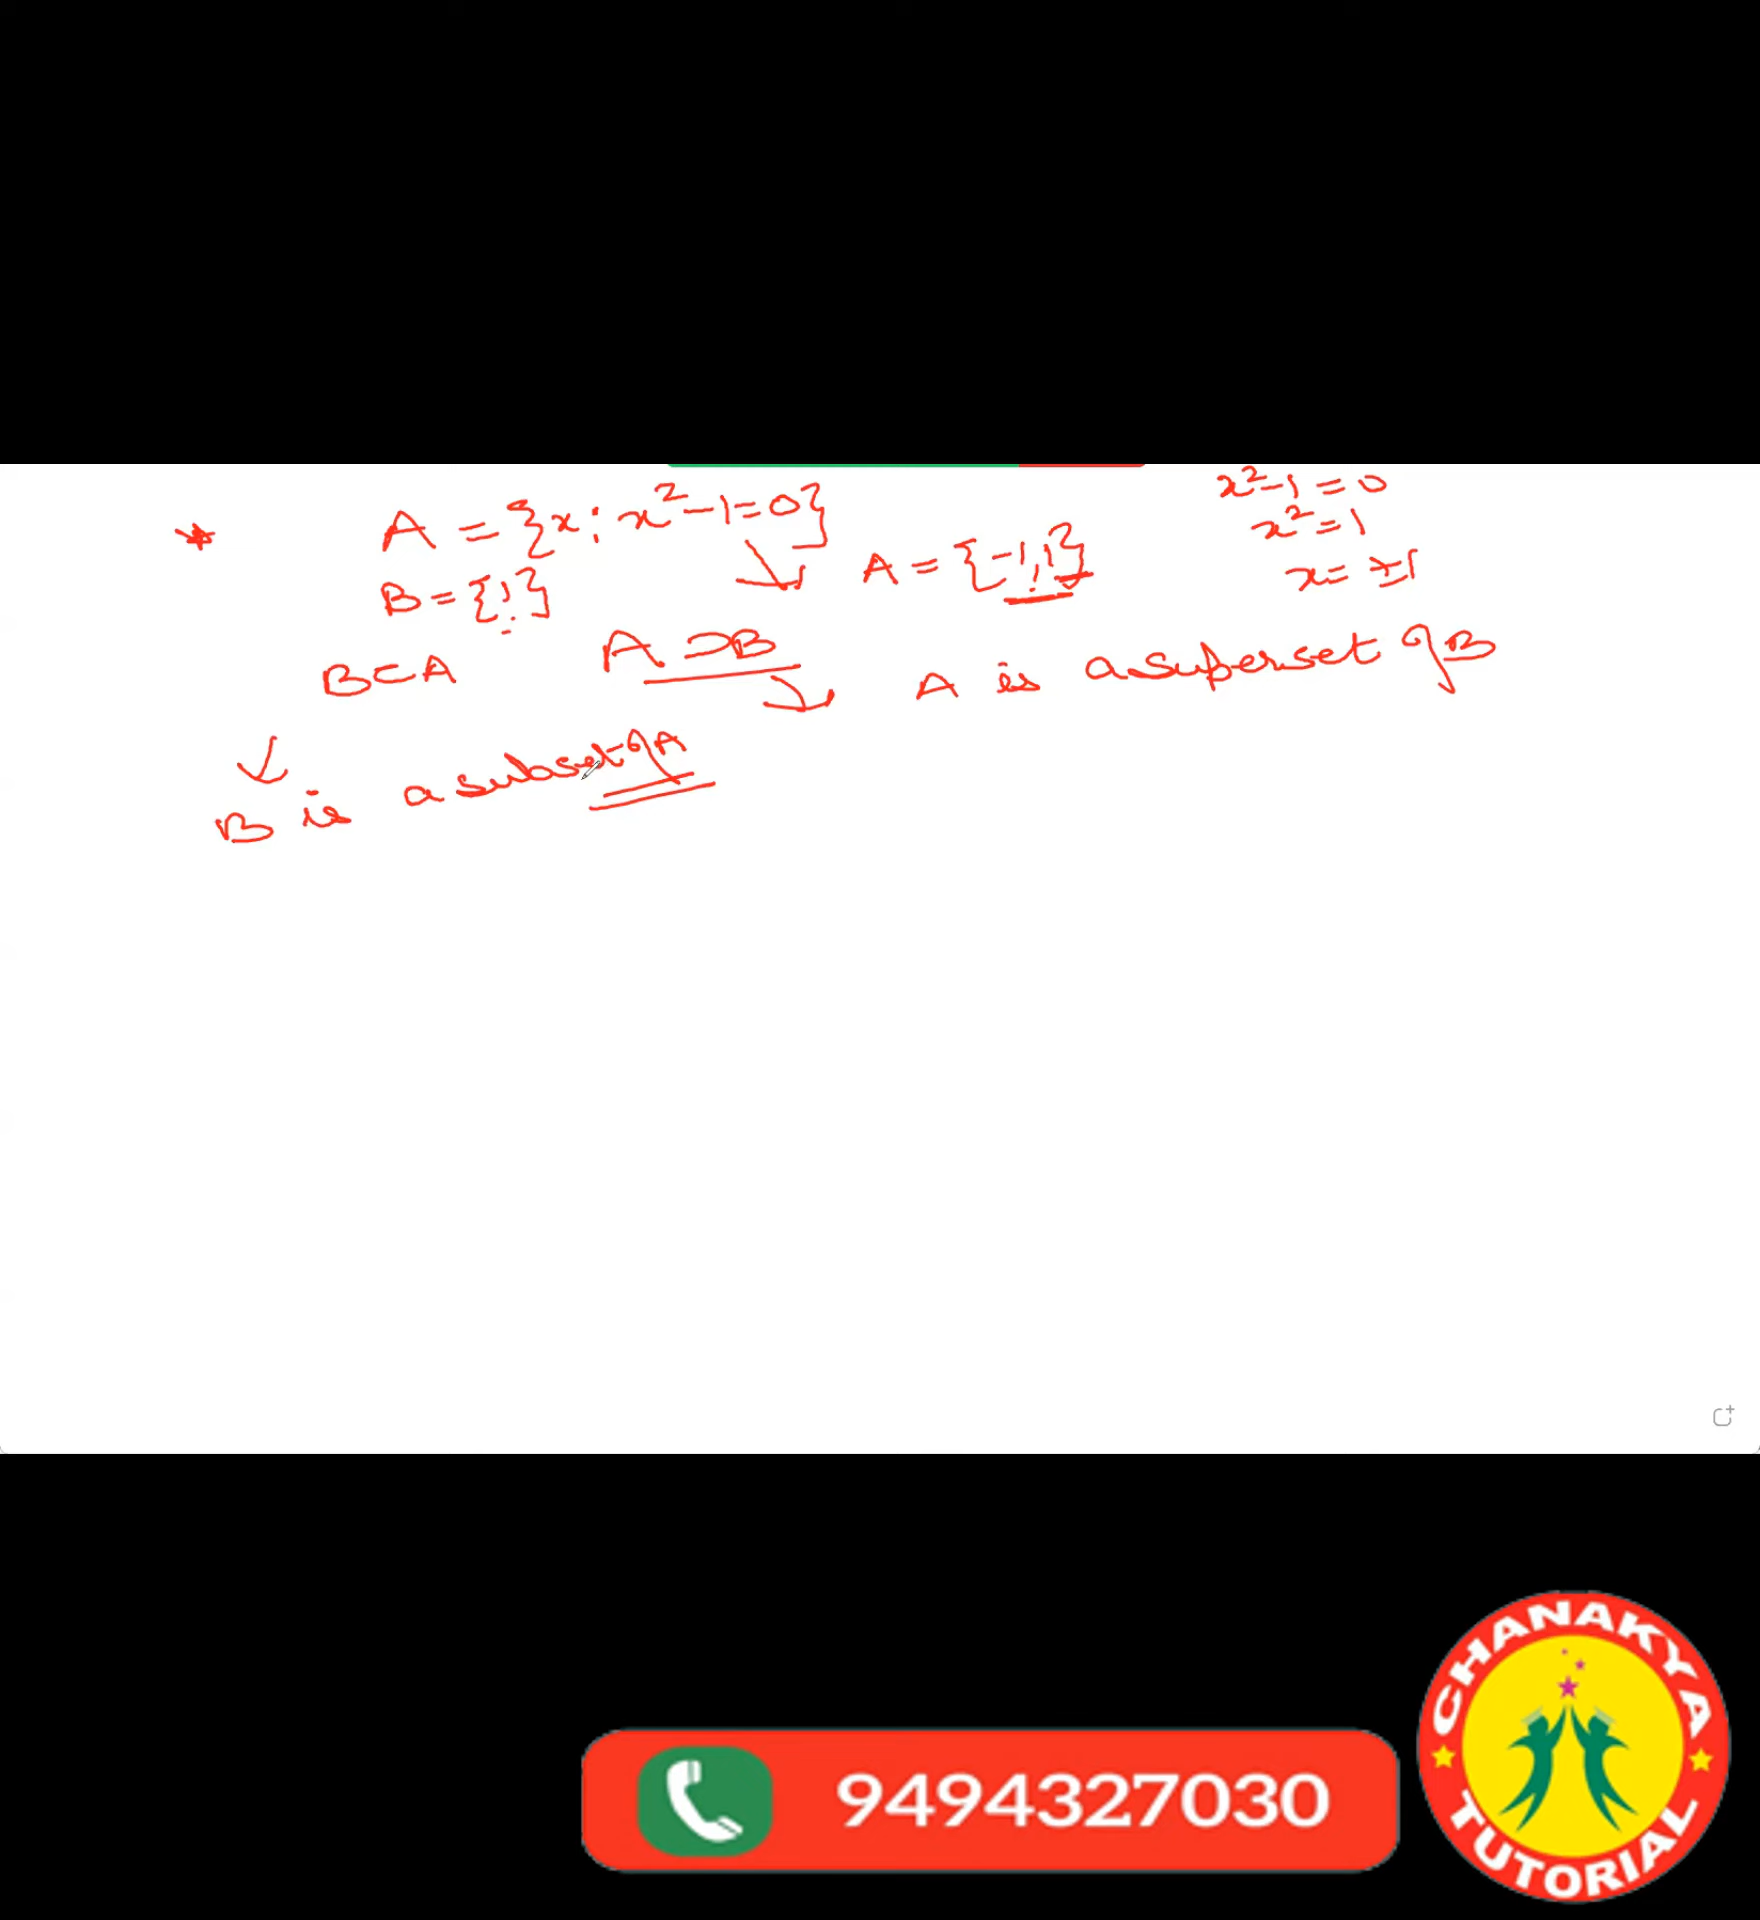 x²-1=0
* A = {x: x²-1=0}
x²=1
A = {-1,1}
x = ±1
B = {1}
B⊂A
A⊃B
A is a superset of B
B is a subset of A
9494327030
CHANAKYA
TUTORIAL